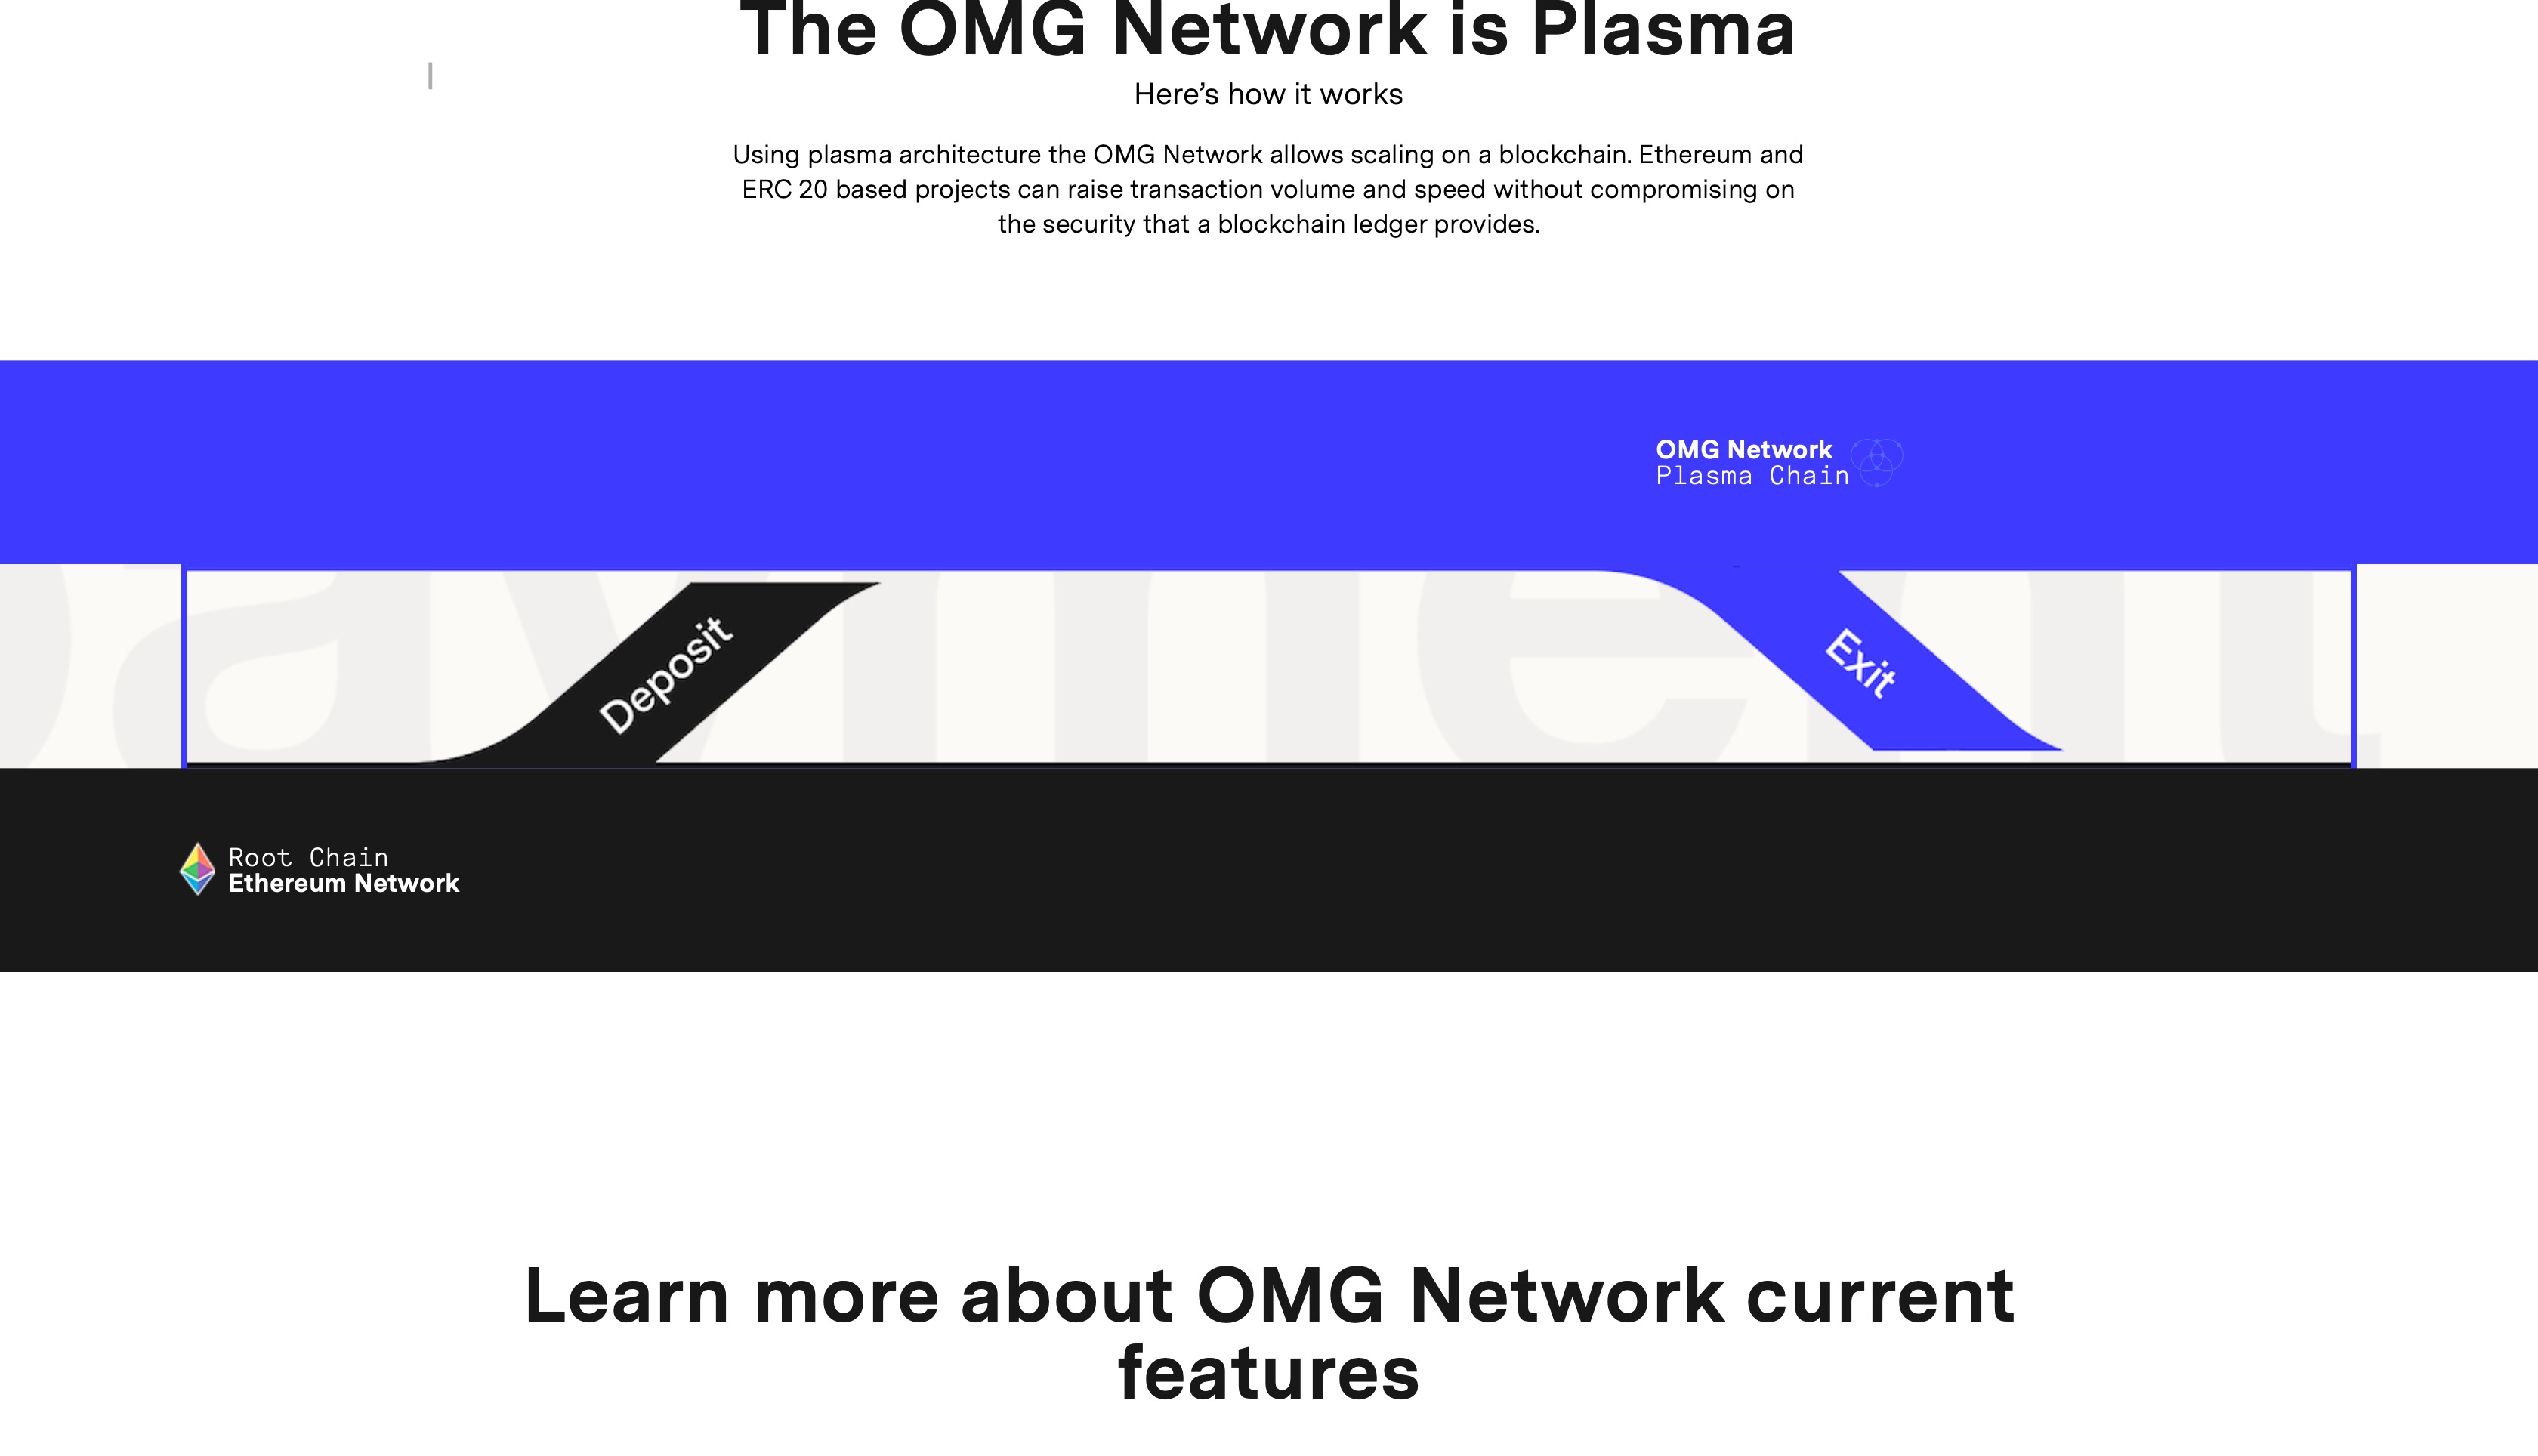 The OMG Network is Plasma
Here’s how it works
Using plasma architecture the OMG Network allows scaling on a blockchain. Ethereum and
ERC 20 based projects can raise transaction volume and speed without compromising on
the security that a blockchain ledger provides.
OMG Network
Plasma Chain
payment
Deposit
Exit
Root Chain
Ethereum Network
Learn more about OMG Network current
features